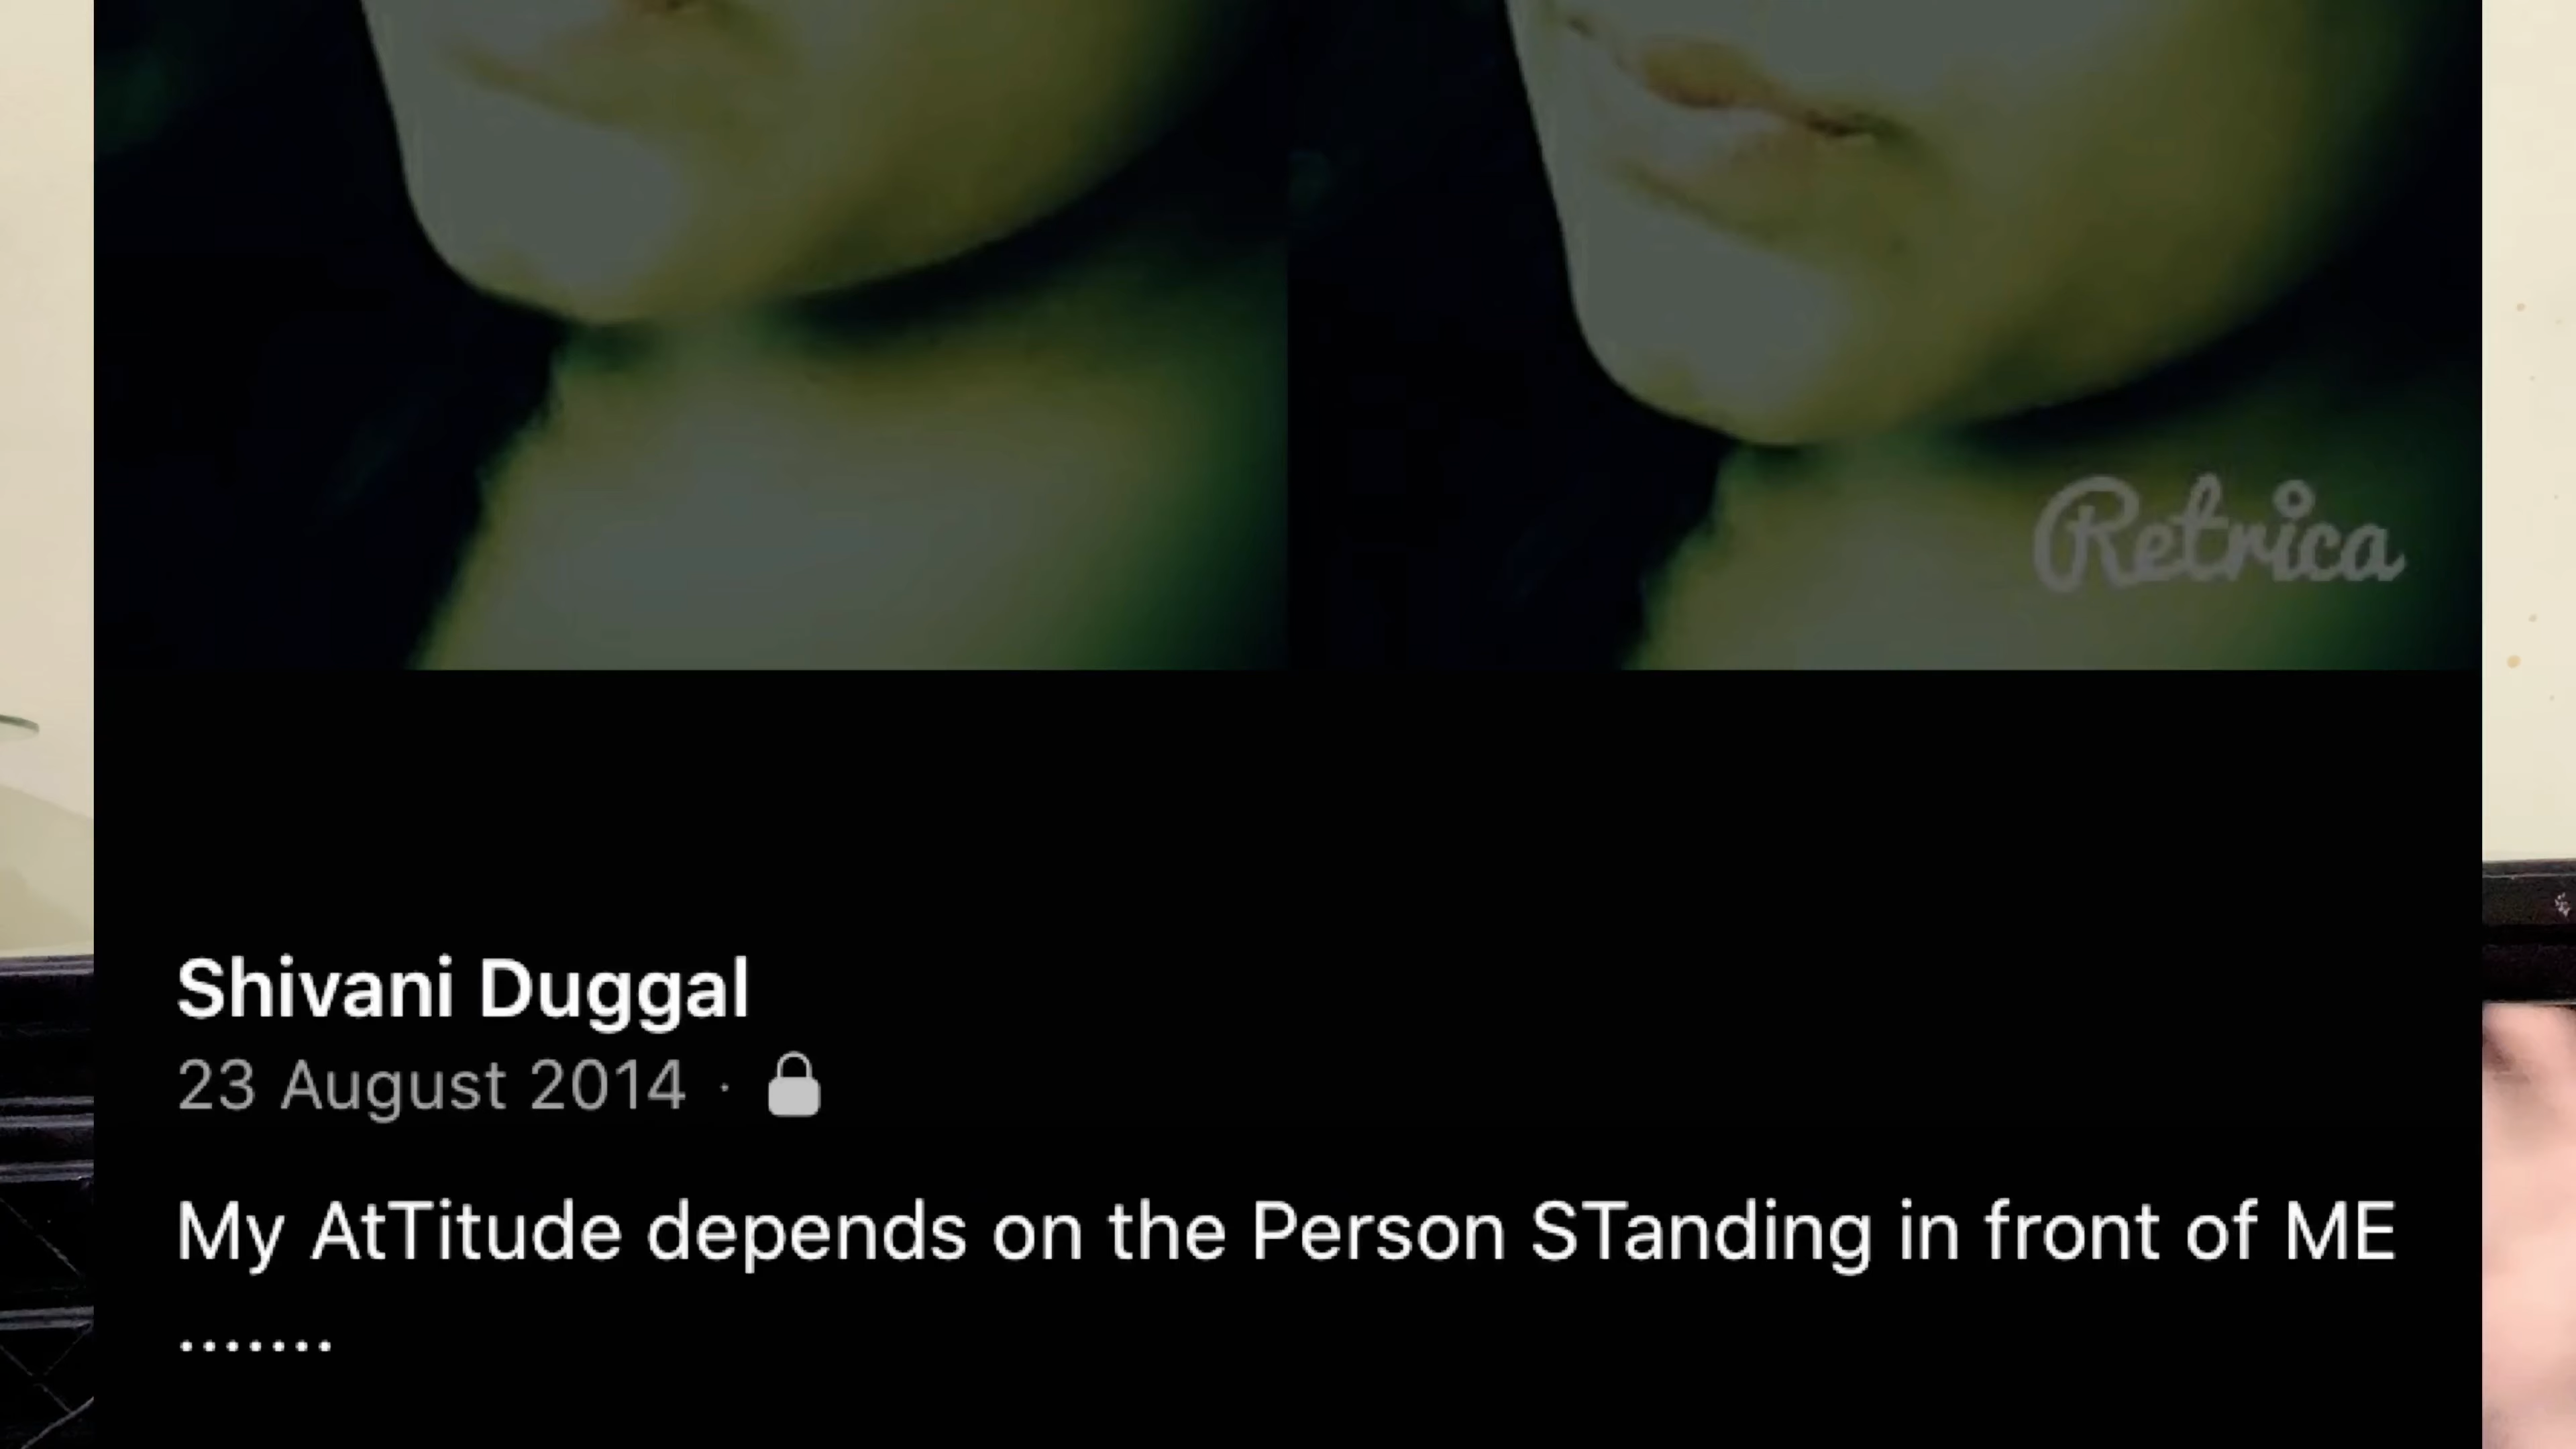 Retrica
Shivani Duggal
23 August 2014 ·
My AtTitude depends on the Person STanding in front of ME
.......